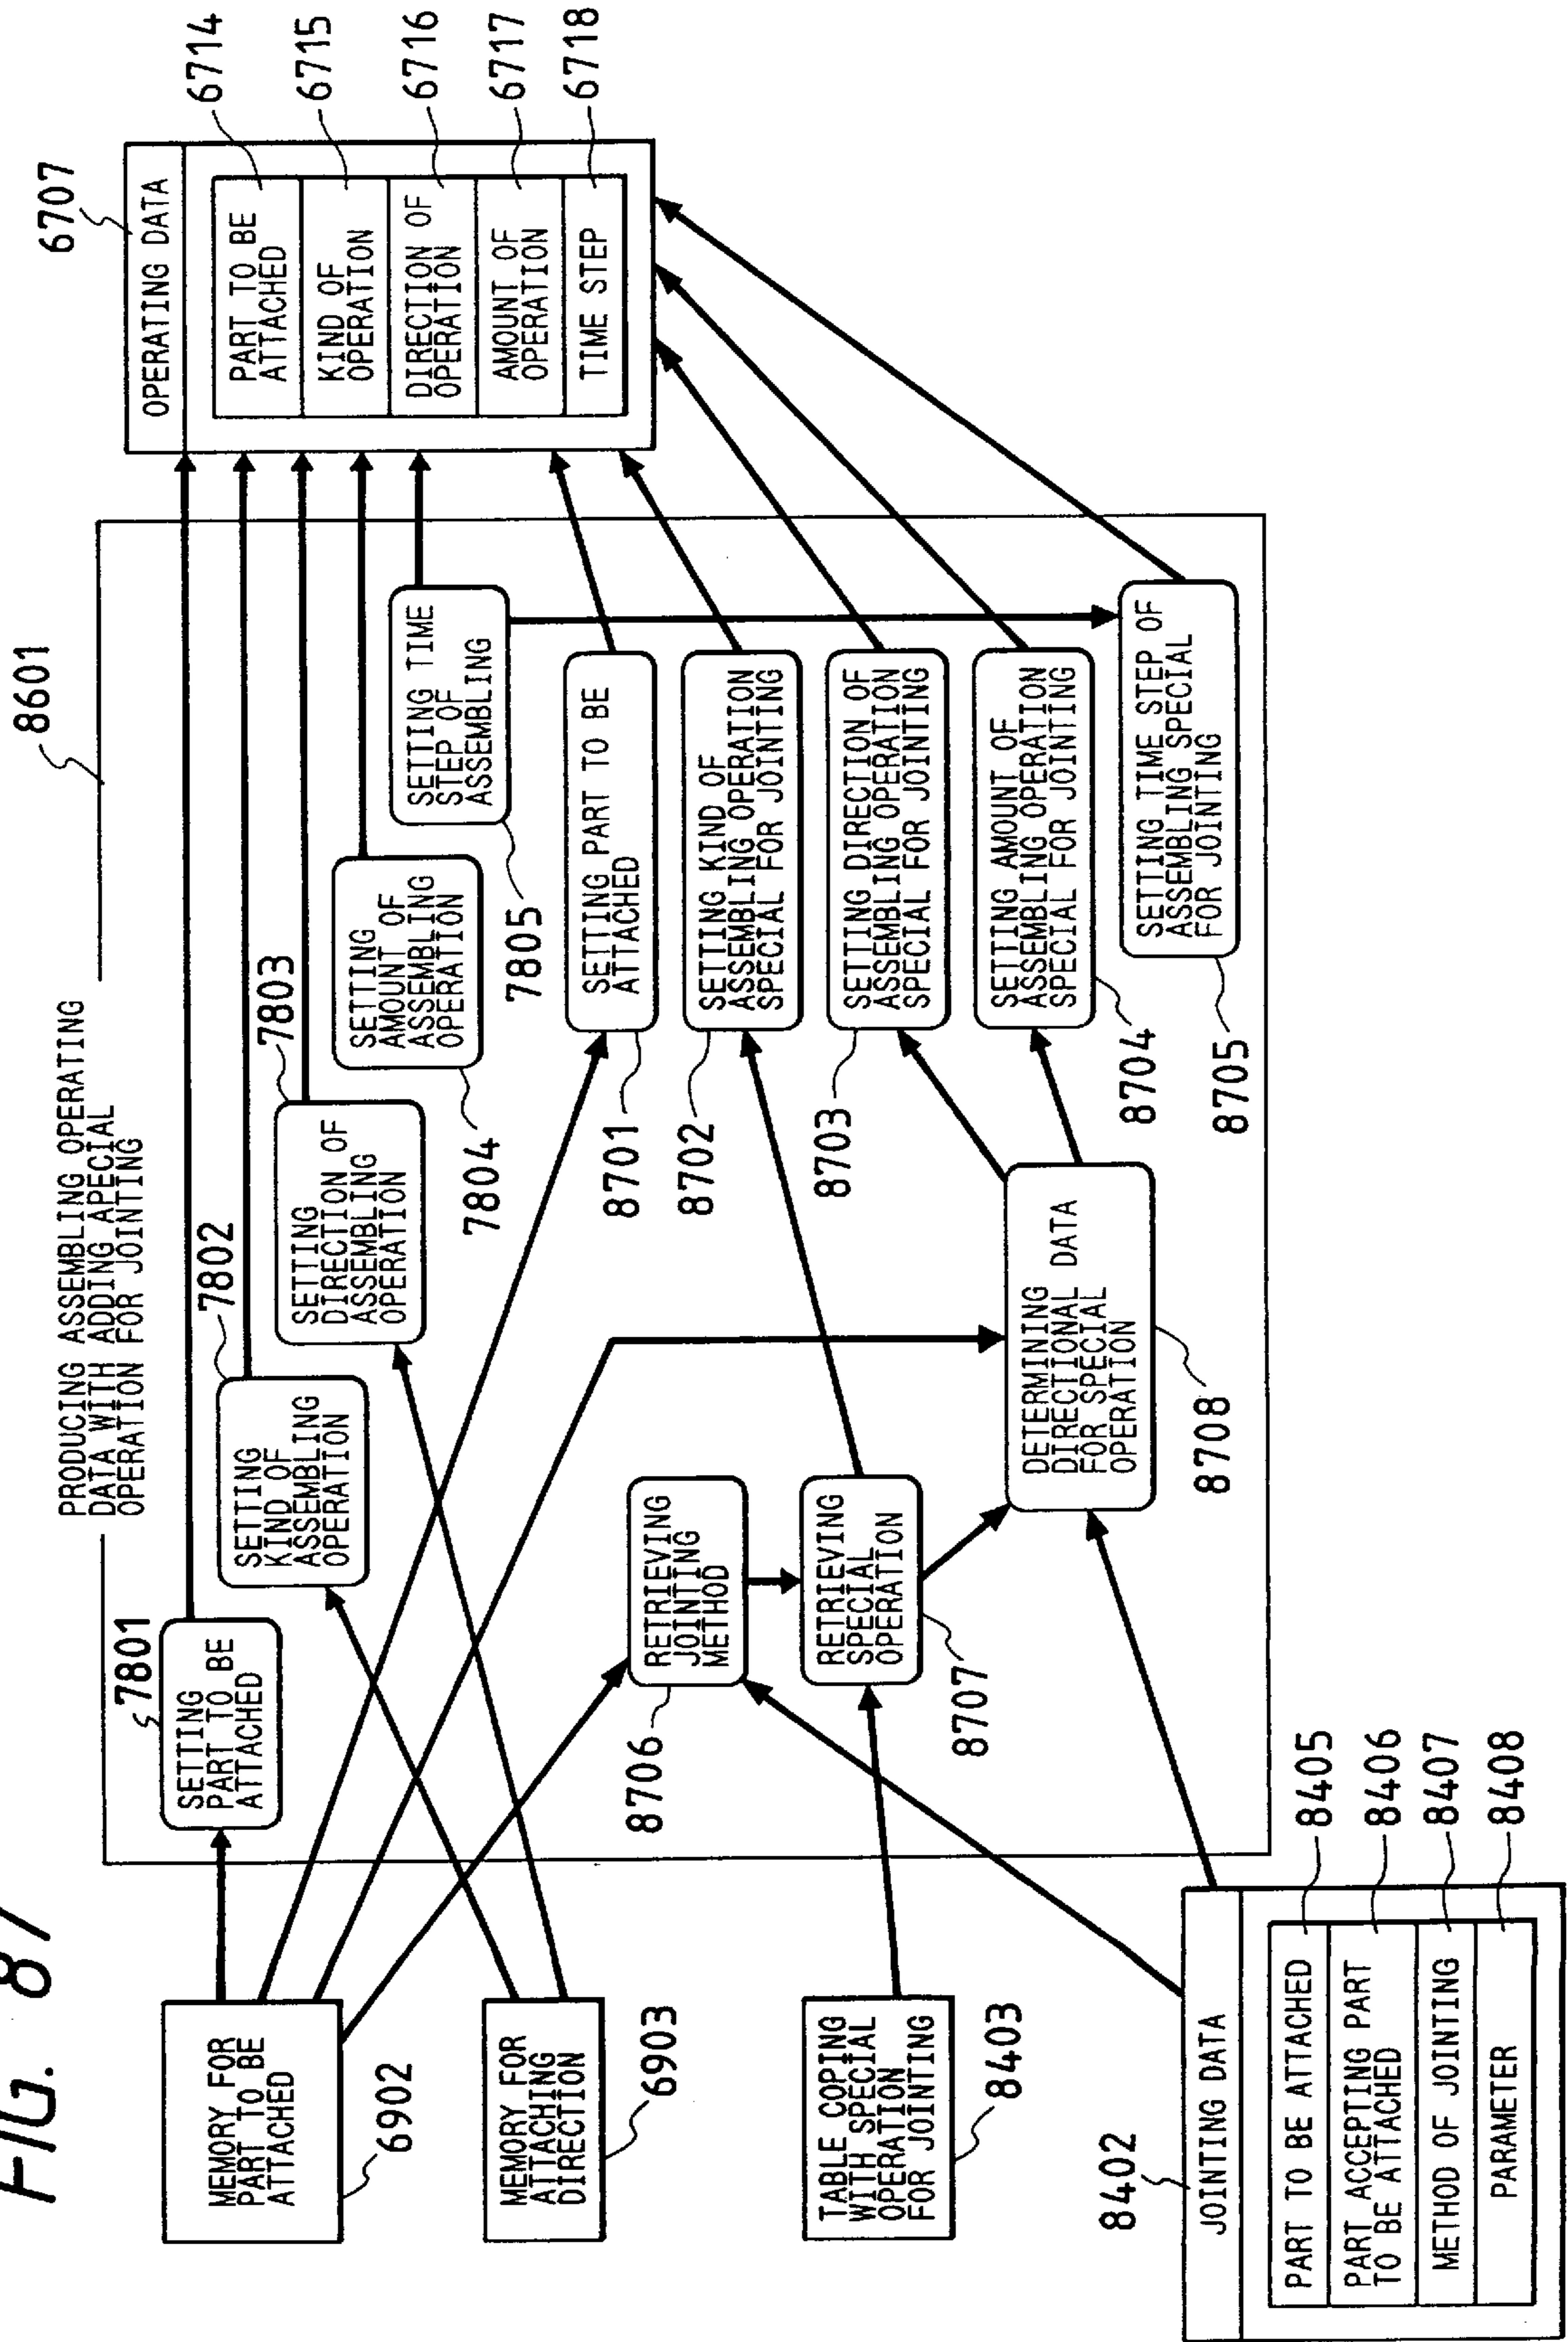 FIG. 87
PRODUCING ASSEMBLING OPERATING
DATA WITH ADDING APECIAL
OPERATION FOR JOINTING
8601
MEMORY FOR
PART TO BE
ATTACHED
6902
MEMORY FOR
ATTACHING
DIRECTION
6903
TABLE COPING
WITH SPECIAL
OPERATION
FOR JOINTING
8403
8402
JOINTING DATA
PART TO BE ATTACHED
8405
PART ACCEPTING PART
TO BE ATTACHED
8406
METHOD OF JOINTING
8407
PARAMETER
8408
7801
SETTING
PART TO BE
ATTACHED
7802
SETTING
KIND OF
ASSEMBLING
OPERATION
7803
SETTING
DIRECTION OF
ASSEMBLING
OPERATION
SETTING
AMOUNT OF
ASSEMBLING
OPERATION
7804
SETTING TIME
STEP OF
ASSEMBLING
7805
RETRIEVING
JOINTING
METHOD
8706
RETRIEVING
SPECIAL
OPERATION
8707
DETERMINING
DIRECTIONAL DATA
FOR SPECIAL
OPERATION
8708
SETTING PART TO BE
ATTACHED
8701
SETTING KIND OF
ASSEMBLING OPERATION
SPECIAL FOR JOINTING
8702
SETTING DIRECTION OF
ASSEMBLING OPERATION
SPECIAL FOR JOINTING
8703
SETTING AMOUNT OF
ASSEMBLING OPERATION
SPECIAL FOR JOINTING
8704
SETTING TIME STEP OF
ASSEMBLING SPECIAL
FOR JOINTING
8705
6707
OPERATING DATA
PART TO BE
ATTACHED
6714
KIND OF
OPERATION
6715
DIRECTION OF
OPERATION
6716
AMOUNT OF
OPERATION
6717
TIME STEP
6718